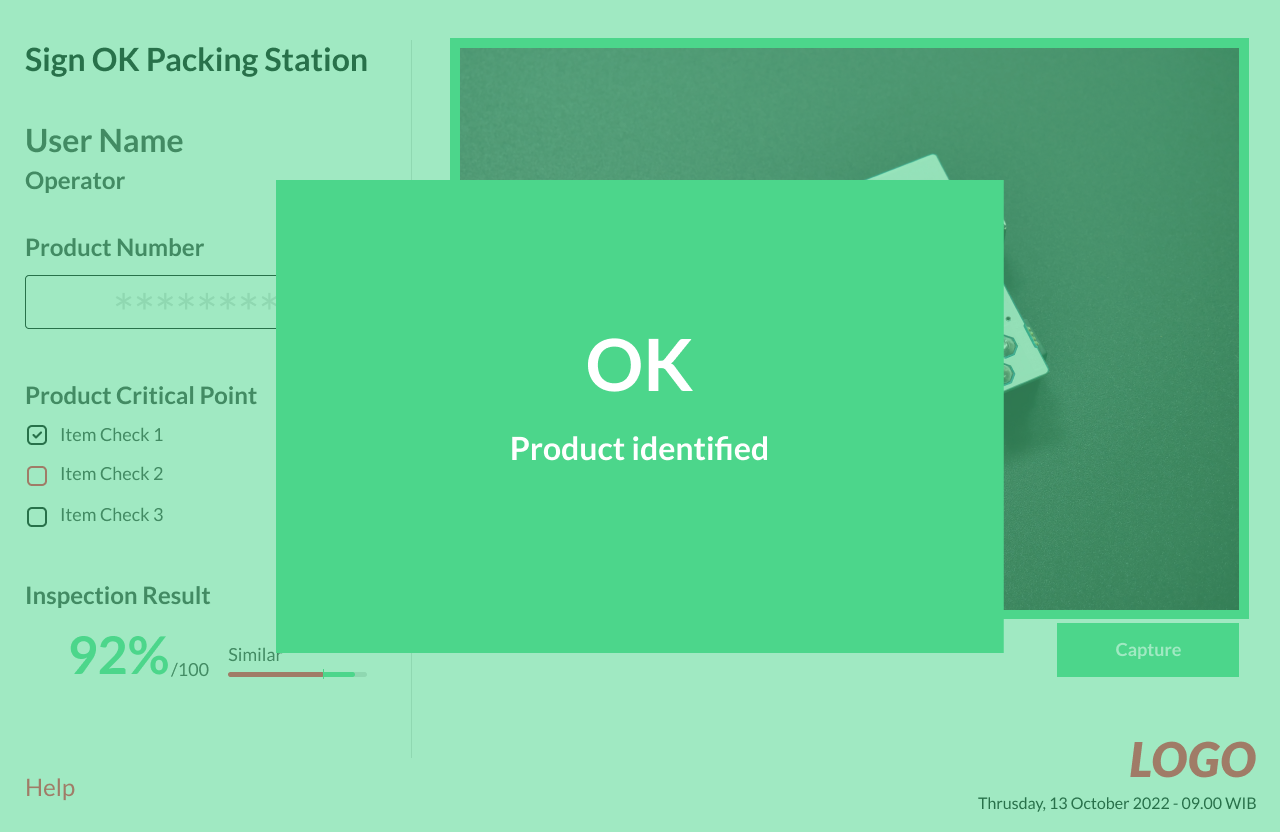 Sign OK Packing Station
User Name
Operator
Product Number
********
Product Critical Point
Item Check 1
Item Check 2
Item Check 3
Inspection Result
92%/100
Similar
Help
OK
Product identified
Capture
LOGO
Thrusday, 13 October 2022 - 09.00 WIB